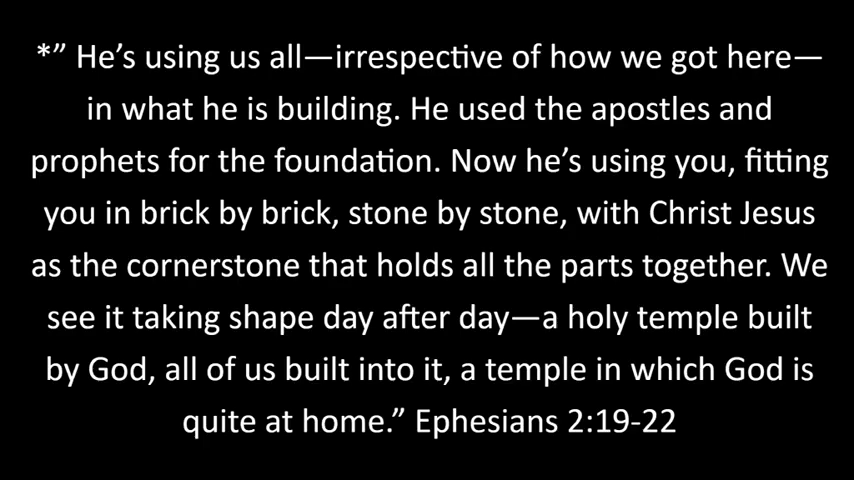 *” He’s using us all—irrespective of how we got here—
in what he is building. He used the apostles and
prophets for the foundation. Now he’s using you, fitting
you in brick by brick, stone by stone, with Christ Jesus
as the cornerstone that holds all the parts together. We
see it taking shape day after day—a holy temple built
by God, all of us built into it, a temple in which God is
quite at home.” Ephesians 2:19-22